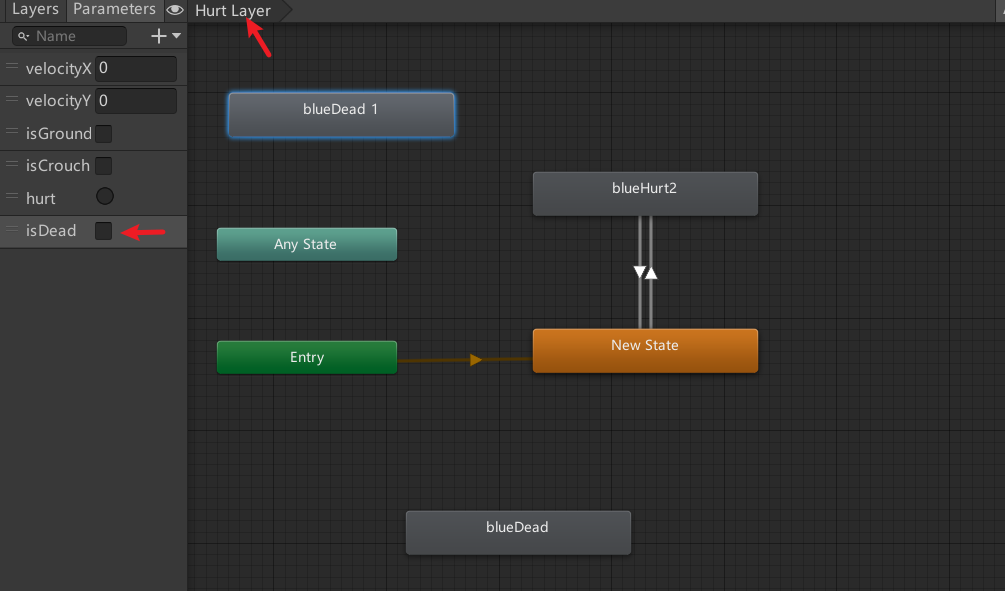 Layers Parameters
Hurt Layer
Name
velocityX 0
velocityY 0
isGround
isCrouch
hurt
isDead
blueDead 1
blueHurt2
Any State
New State
Entry
blueDead